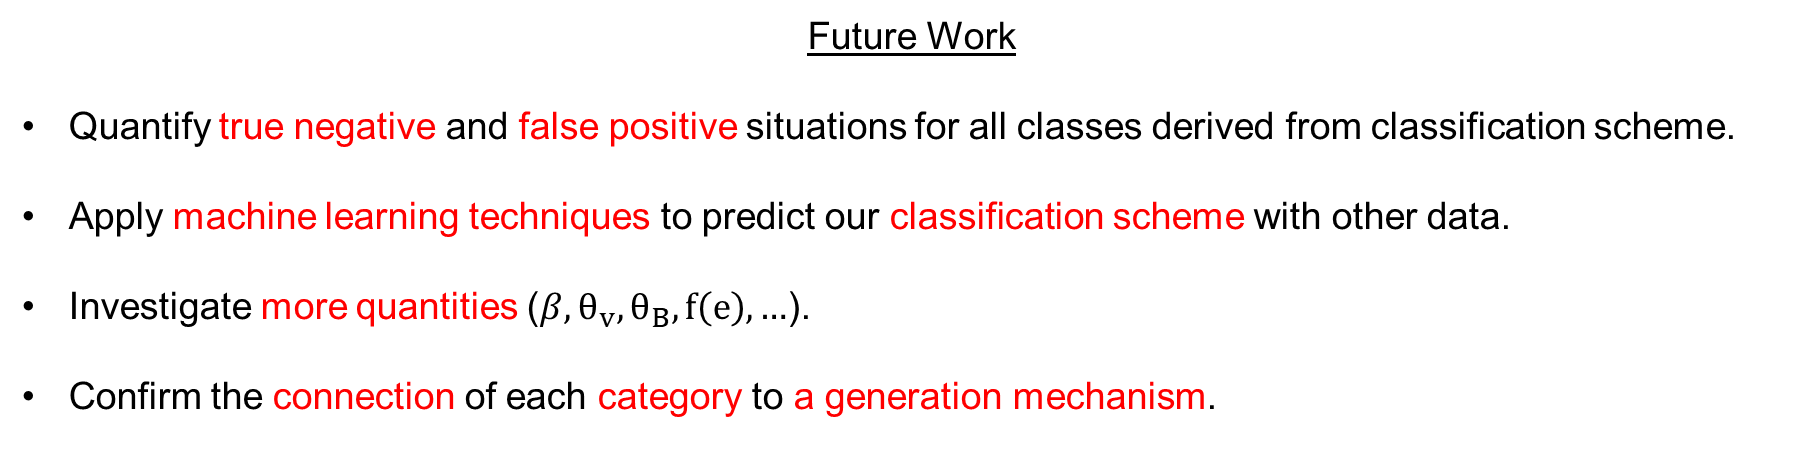 Future Work
• Quantify true negative and false positive situations for all classes derived from classification scheme.
• Apply machine learning techniques to predict our classification scheme with other data.
• Investigate more quantities (β, θᵥ, θ_B, f(e), …).
• Confirm the connection of each category to a generation mechanism.